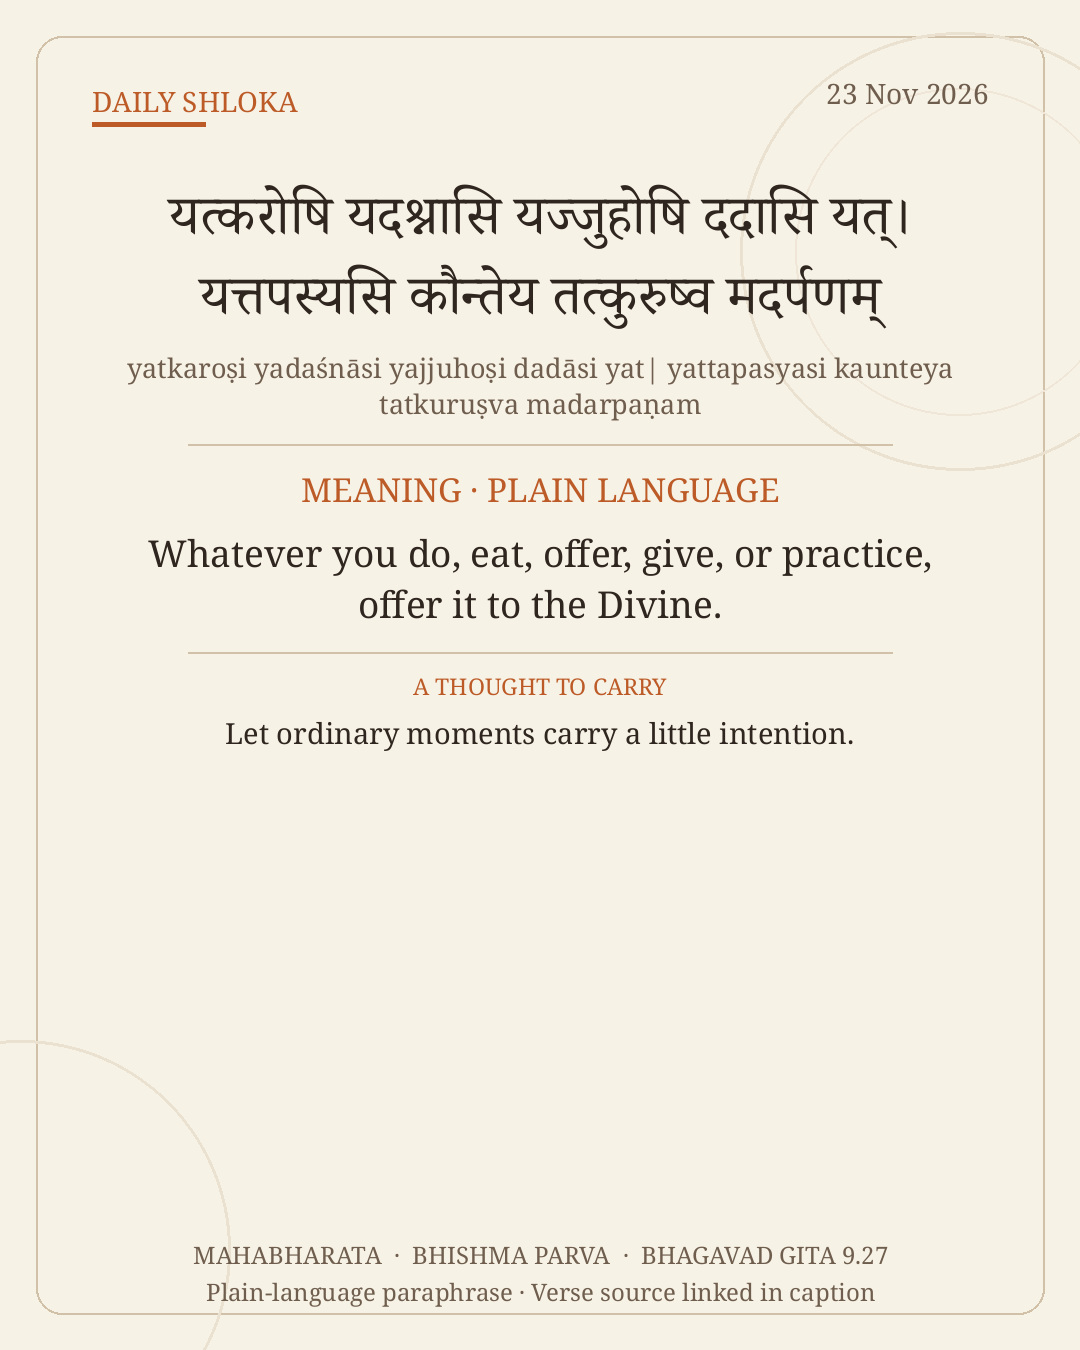 DAILY SHLOKA
23 Nov 2026
यत्करोषि यदश्नासि यज्जुहोषि ददासि यत्।
यत्तपस्यसि कौन्तेय तत्कुरुष्व मदर्पणम्
yatkaroṣi yadaśnāsi yajjuhoṣi dadāsi yat| yattapasyasi kaunteya
tatkuruṣva madarpaṇam
MEANING · PLAIN LANGUAGE
Whatever you do, eat, offer, give, or practice,
offer it to the Divine.
A THOUGHT TO CARRY
Let ordinary moments carry a little intention.
MAHABHARATA · BHISHMA PARVA · BHAGAVAD GITA 9.27
Plain-language paraphrase · Verse source linked in caption